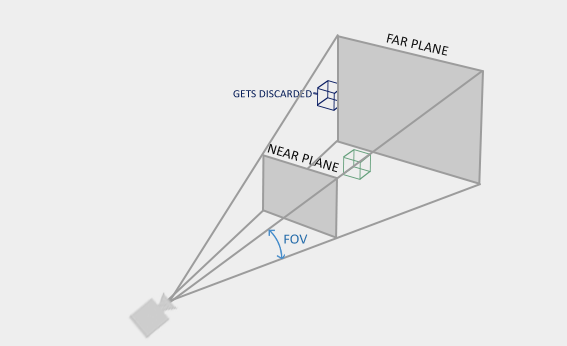 FAR PLANE
GETS DISCARDED
NEAR PLANE
FOV